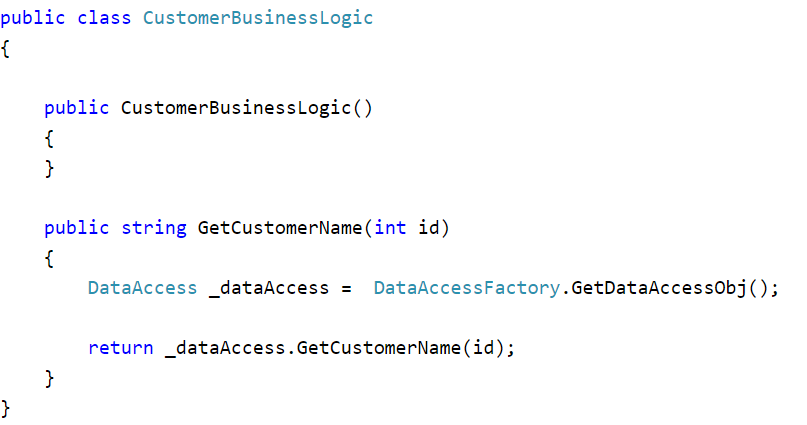 public class CustomerBusinessLogic
{
    public CustomerBusinessLogic()
    {
    }
    public string GetCustomerName(int id)
    {
        DataAccess _dataAccess =  DataAccessFactory.GetDataAccessObj();
        return _dataAccess.GetCustomerName(id);
    }
}